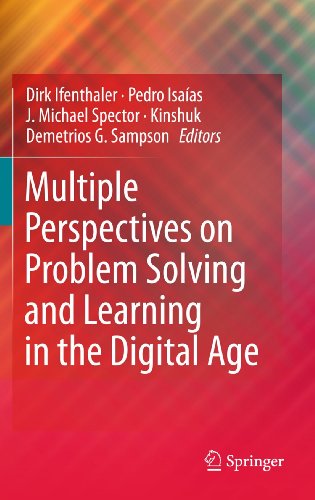 Dirk Ifenthaler · Pedro Isaías
J. Michael Spector · Kinshuk
Demetrios G. Sampson Editors
Multiple
Perspectives on
Problem Solving
and Learning
in the Digital Age
Springer